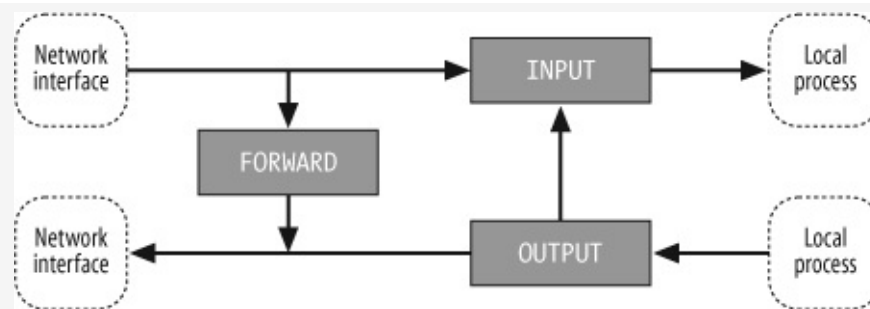 Network
interface
INPUT
Local
process
FORWARD
Network
interface
OUTPUT
Local
process